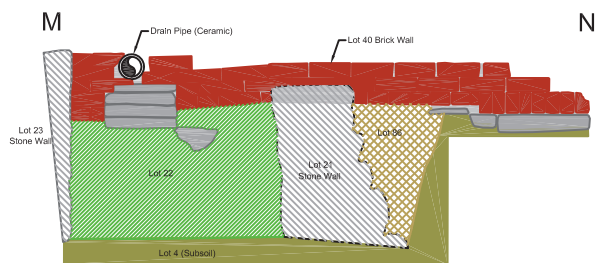 M
N
Drain Pipe (Ceramic)
Lot 40 Brick Wall
Lot 23
Stone Wall
Lot 86
Lot 22
Lot 21
Stone Wall
Lot 4 (Subsoil)